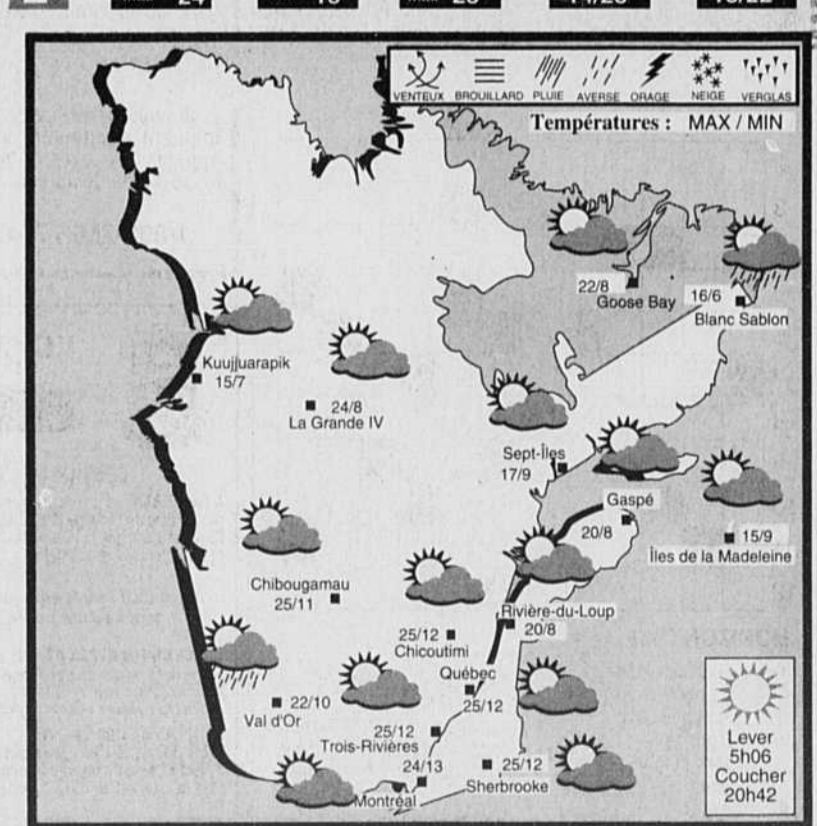 VENTEUX BROUILLARD PLUIE AVERSE ORAGE NEIGE VERGLAS
Températures : MAX / MIN
22/8
Goose Bay
16/6
Blanc Sablon
Kuujjuarapik
15/7
24/8
La Grande IV
Sept-Îles
17/9
Gaspé
20/8
15/9
Îles de la Madeleine
Chibougamau
25/11
Rivière-du-Loup
20/8
25/12
Chicoutimi
Québec
25/12
22/10
Val d'Or
25/12
Trois-Rivières
24/13
Montréal
25/12
Sherbrooke
Lever
5h06
Coucher
20h42